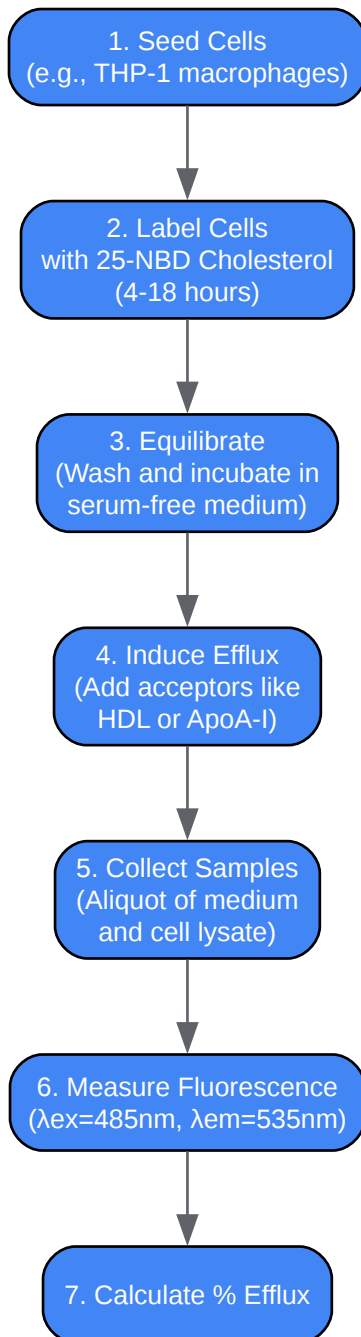 1. Seed Cells
(e.g., THP-1 macrophages)
2. Label Cells
with 25-NBD Cholesterol
(4-18 hours)
3. Equilibrate
(Wash and incubate in
serum-free medium)
4. Induce Efflux
(Add acceptors like
HDL or ApoA-I)
5. Collect Samples
(Aliquot of medium
and cell lysate)
6. Measure Fluorescence
(λex=485nm, λem=535nm)
7. Calculate % Efflux